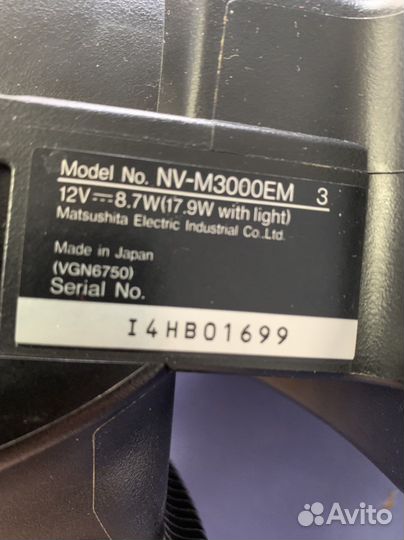 Model No. NV-M3000EM 3
12V⎓8.7W(17.9W with light)
Matsushita Electric Industrial Co.,Ltd.
Made in Japan
(VGN6750)
Serial No.
I4HB01699
Avito